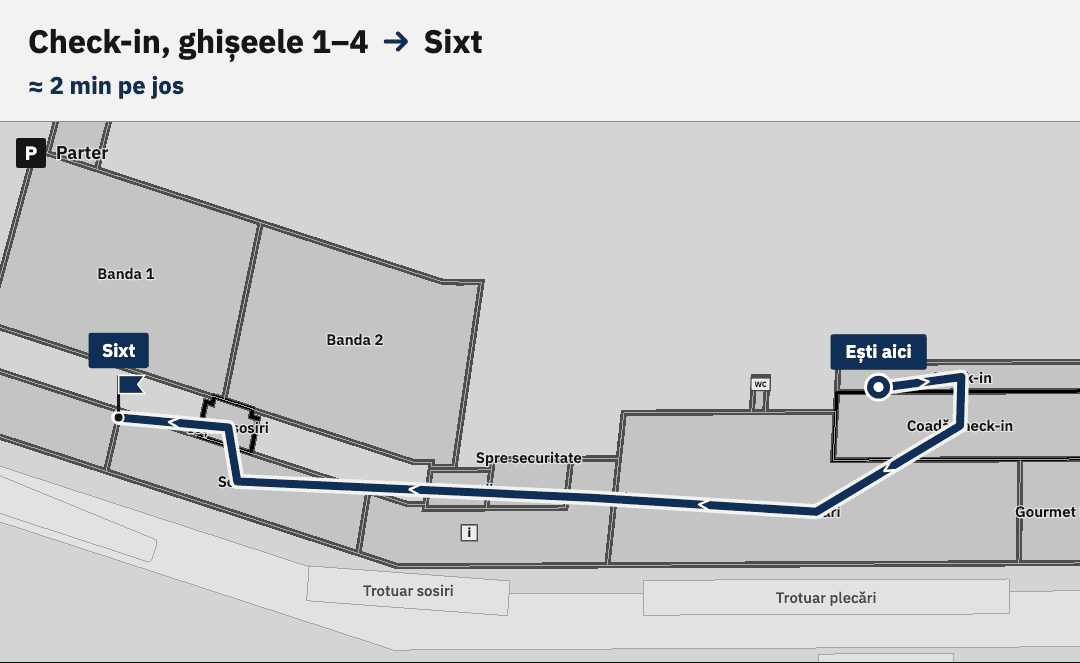 Check-in, ghișeele 1–4 → Sixt
≈ 2 min pe jos
P Parter
Banda 1
Banda 2
Sixt
Ești aici
WC
Spre securitate
i
Gourmet
Trotuar sosiri
Trotuar plecări